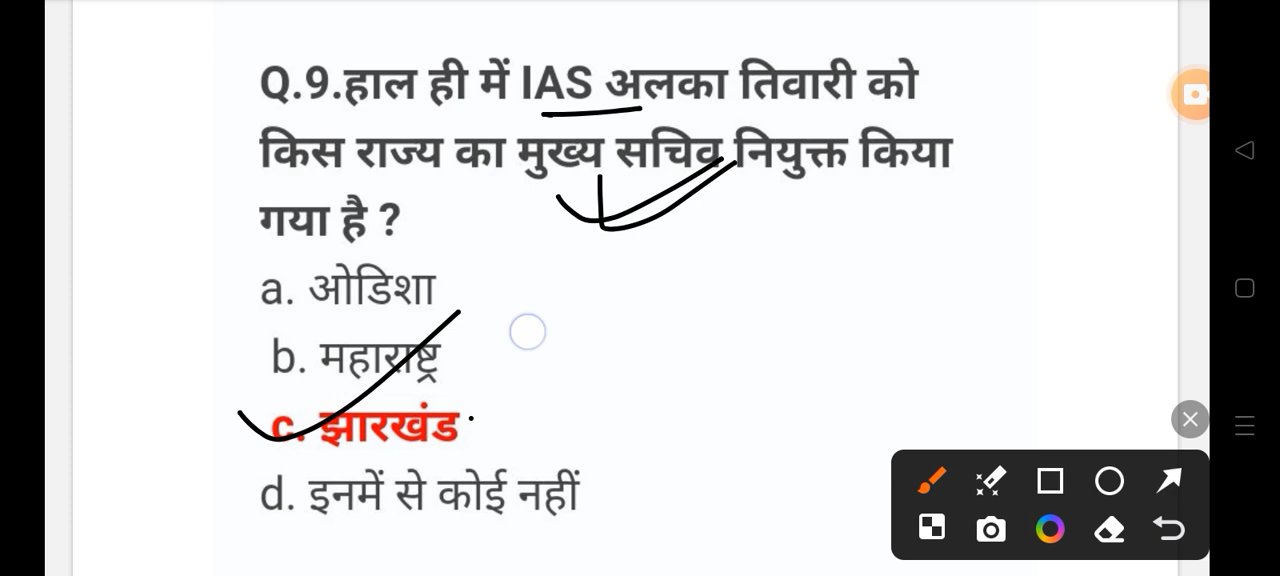 Q.9.हाल ही में IAS अलका तिवारी को
किस राज्य का मुख्य सचिव नियुक्त किया
गया है ?
a. ओडिशा
b. महाराष्ट्र
c. झारखंड
d. इनमें से कोई नहीं